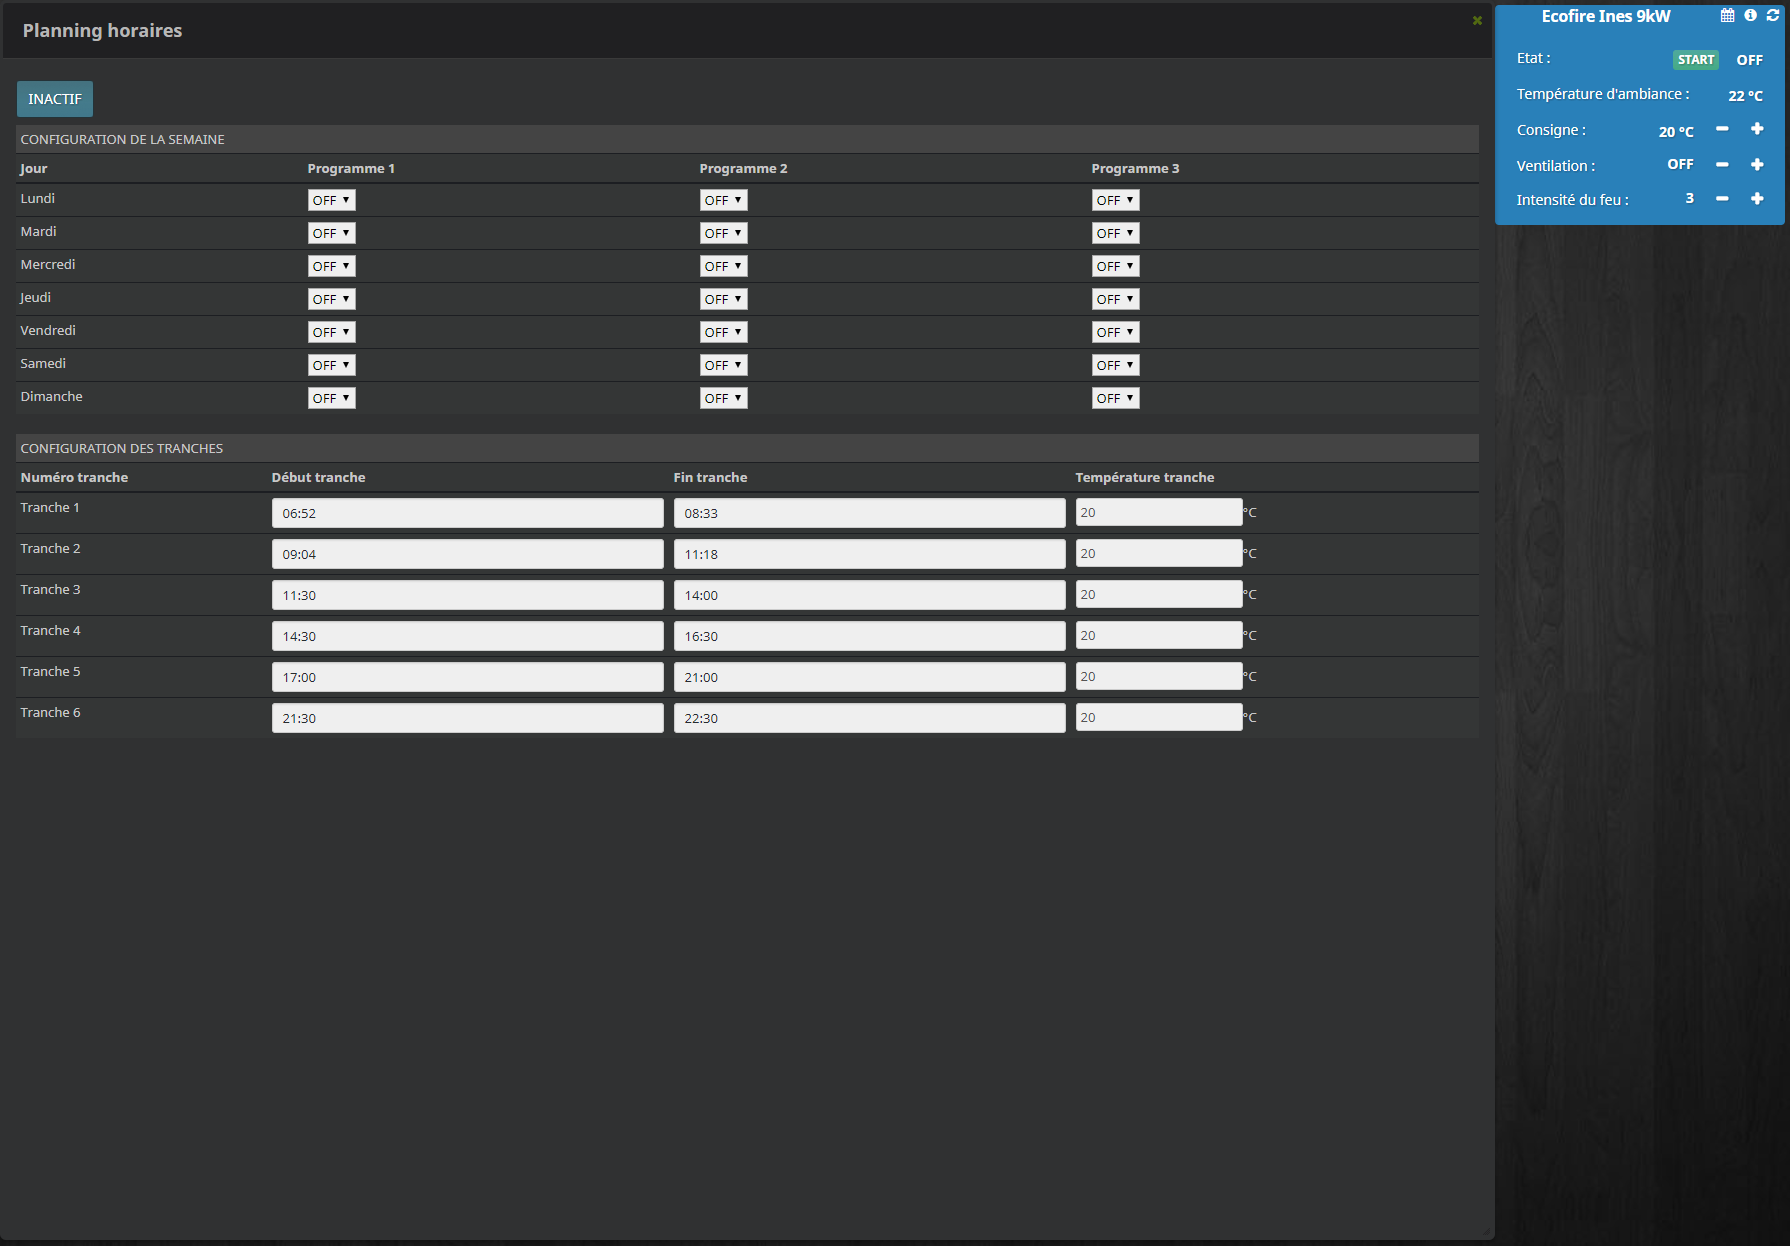 Planning horaires
INACTIF
CONFIGURATION DE LA SEMAINE
Jour Programme 1 Programme 2 Programme 3
Lundi OFF OFF OFF
Mardi OFF OFF OFF
Mercredi OFF OFF OFF
Jeudi OFF OFF OFF
Vendredi OFF OFF OFF
Samedi OFF OFF OFF
Dimanche OFF OFF OFF
CONFIGURATION DES TRANCHES
Numéro tranche Début tranche Fin tranche Température tranche
Tranche 1 06:52 08:33 20 °C
Tranche 2 09:04 11:18 20 °C
Tranche 3 11:30 14:00 20 °C
Tranche 4 14:30 16:30 20 °C
Tranche 5 17:00 21:00 20 °C
Tranche 6 21:30 22:30 20 °C
Ecofire Ines 9kW
Etat : START OFF
Température d'ambiance : 22 °C
Consigne : 20 °C
Ventilation : OFF
Intensité du feu : 3